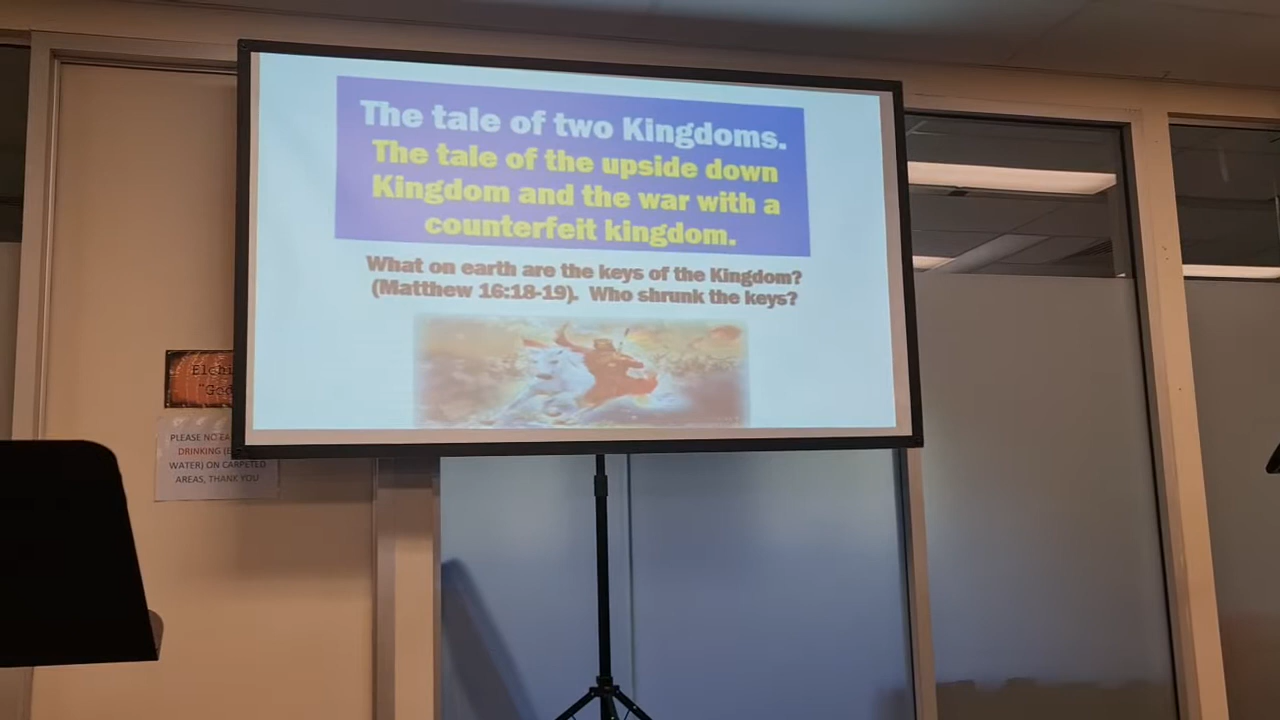 The tale of two Kingdoms.
The tale of the upside down
Kingdom and the war with a
counterfeit kingdom.
What on earth are the keys of the Kingdom?
(Matthew 16:18-19). Who shrunk the keys?
PLEASE NO
DRINKING
WATER) ON CARPETED
AREAS, THANK YOU